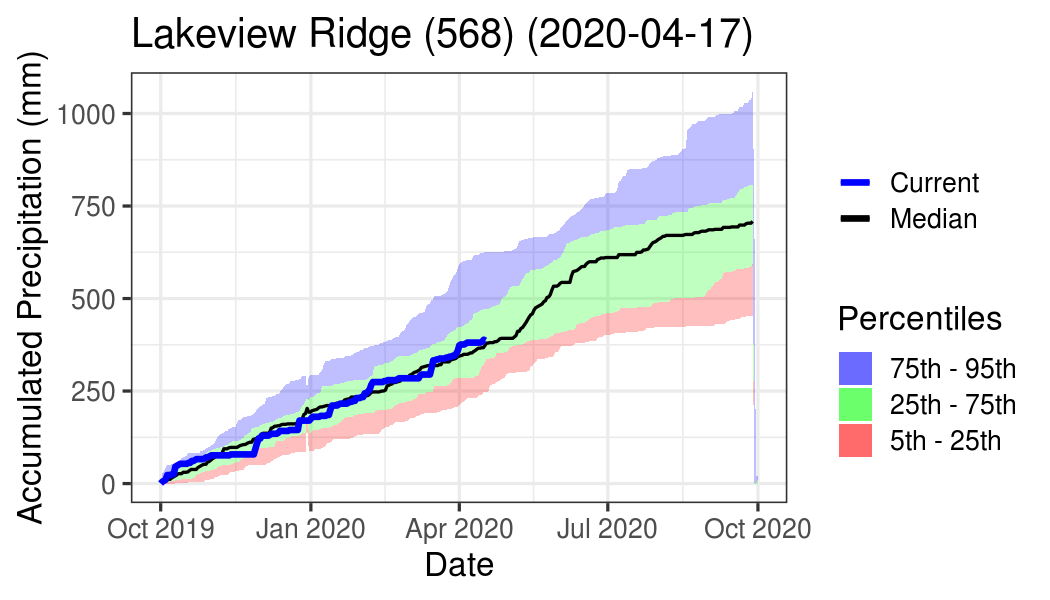 Lakeview Ridge (568) (2020-04-17)
Accumulated Precipitation (mm)
1000
750
500
250
0
Oct 2019
Jan 2020
Apr 2020
Jul 2020
Oct 2020
Date
Current
Median
Percentiles
75th - 95th
25th - 75th
5th - 25th